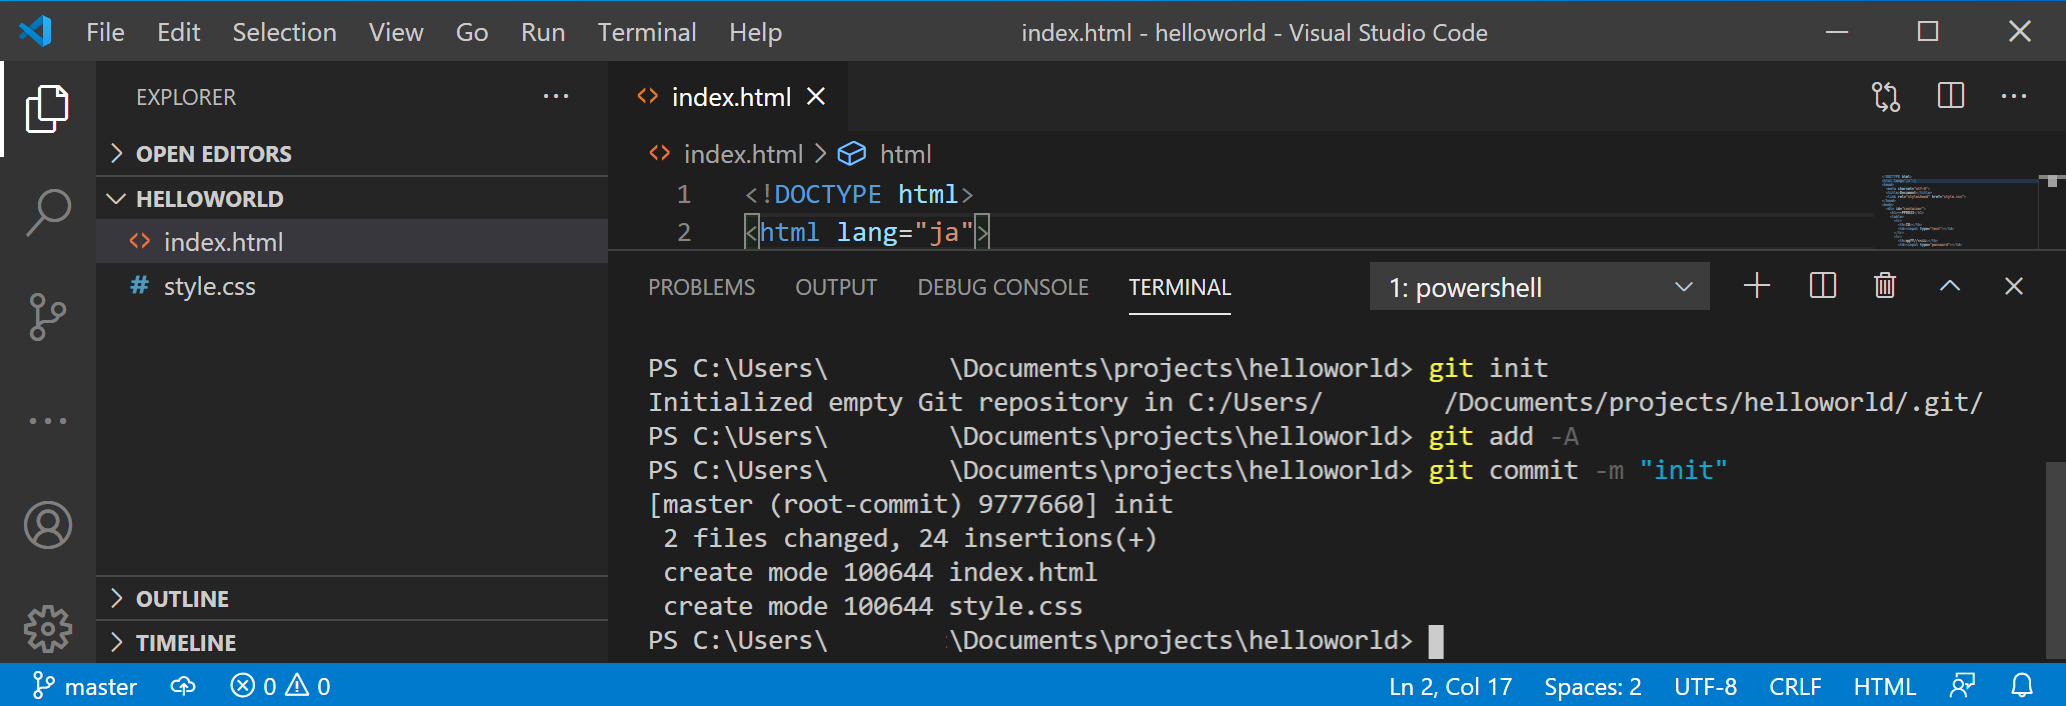 File Edit Selection View Go Run Terminal Help index.html - helloworld - Visual Studio Code
EXPLORER
OPEN EDITORS
HELLOWORLD
index.html
# style.css
OUTLINE
TIMELINE
index.html
index.html > html
1 <!DOCTYPE html>
2 <html lang="ja">
PROBLEMS OUTPUT DEBUG CONSOLE TERMINAL 1: powershell
PS C:\Users\ \Documents\projects\helloworld> git init
Initialized empty Git repository in C:/Users/ /Documents/projects/helloworld/.git/
PS C:\Users\ \Documents\projects\helloworld> git add -A
PS C:\Users\ \Documents\projects\helloworld> git commit -m "init"
[master (root-commit) 9777660] init
2 files changed, 24 insertions(+)
create mode 100644 index.html
create mode 100644 style.css
PS C:\Users\ \Documents\projects\helloworld>
master 0 0 Ln 2, Col 17 Spaces: 2 UTF-8 CRLF HTML